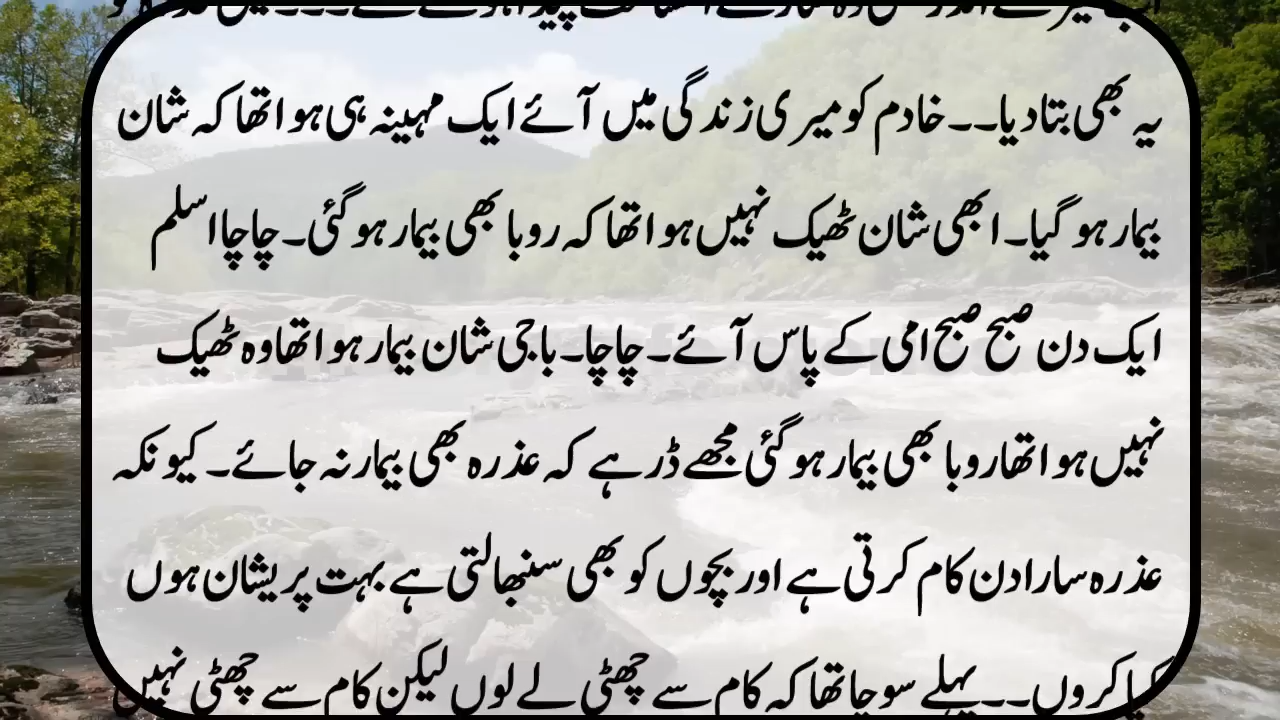 یہ بھی بتا دیا۔۔ خادم کو میری زندگی میں آئے ایک مہینہ ہی ہوا تھا کہ شان
بیمار ہو گیا۔ ابھی شان ٹھیک نہیں ہوا تھا کہ روبا بھی بیمار ہو گئی۔ چاچا اسلم
ایک دن صبح صبح امی کے پاس آئے۔ چاچا۔ باجی شان بیمار ہوا تھا وہ ٹھیک
نہیں ہوا تھا روبا بھی بیمار ہو گئی مجھے ڈر ہے کہ عذرہ بھی بیمار نہ جائے۔ کیونکہ
عذرہ سارا دن کام کرتی ہے اور بچوں کو بھی سنبھالتی ہے بہت پریشان ہوں
کیا کروں۔۔ پہلے سوچا تھا کہ کام سے چھٹی لے لوں لیکن کام سے چھٹی نہیں